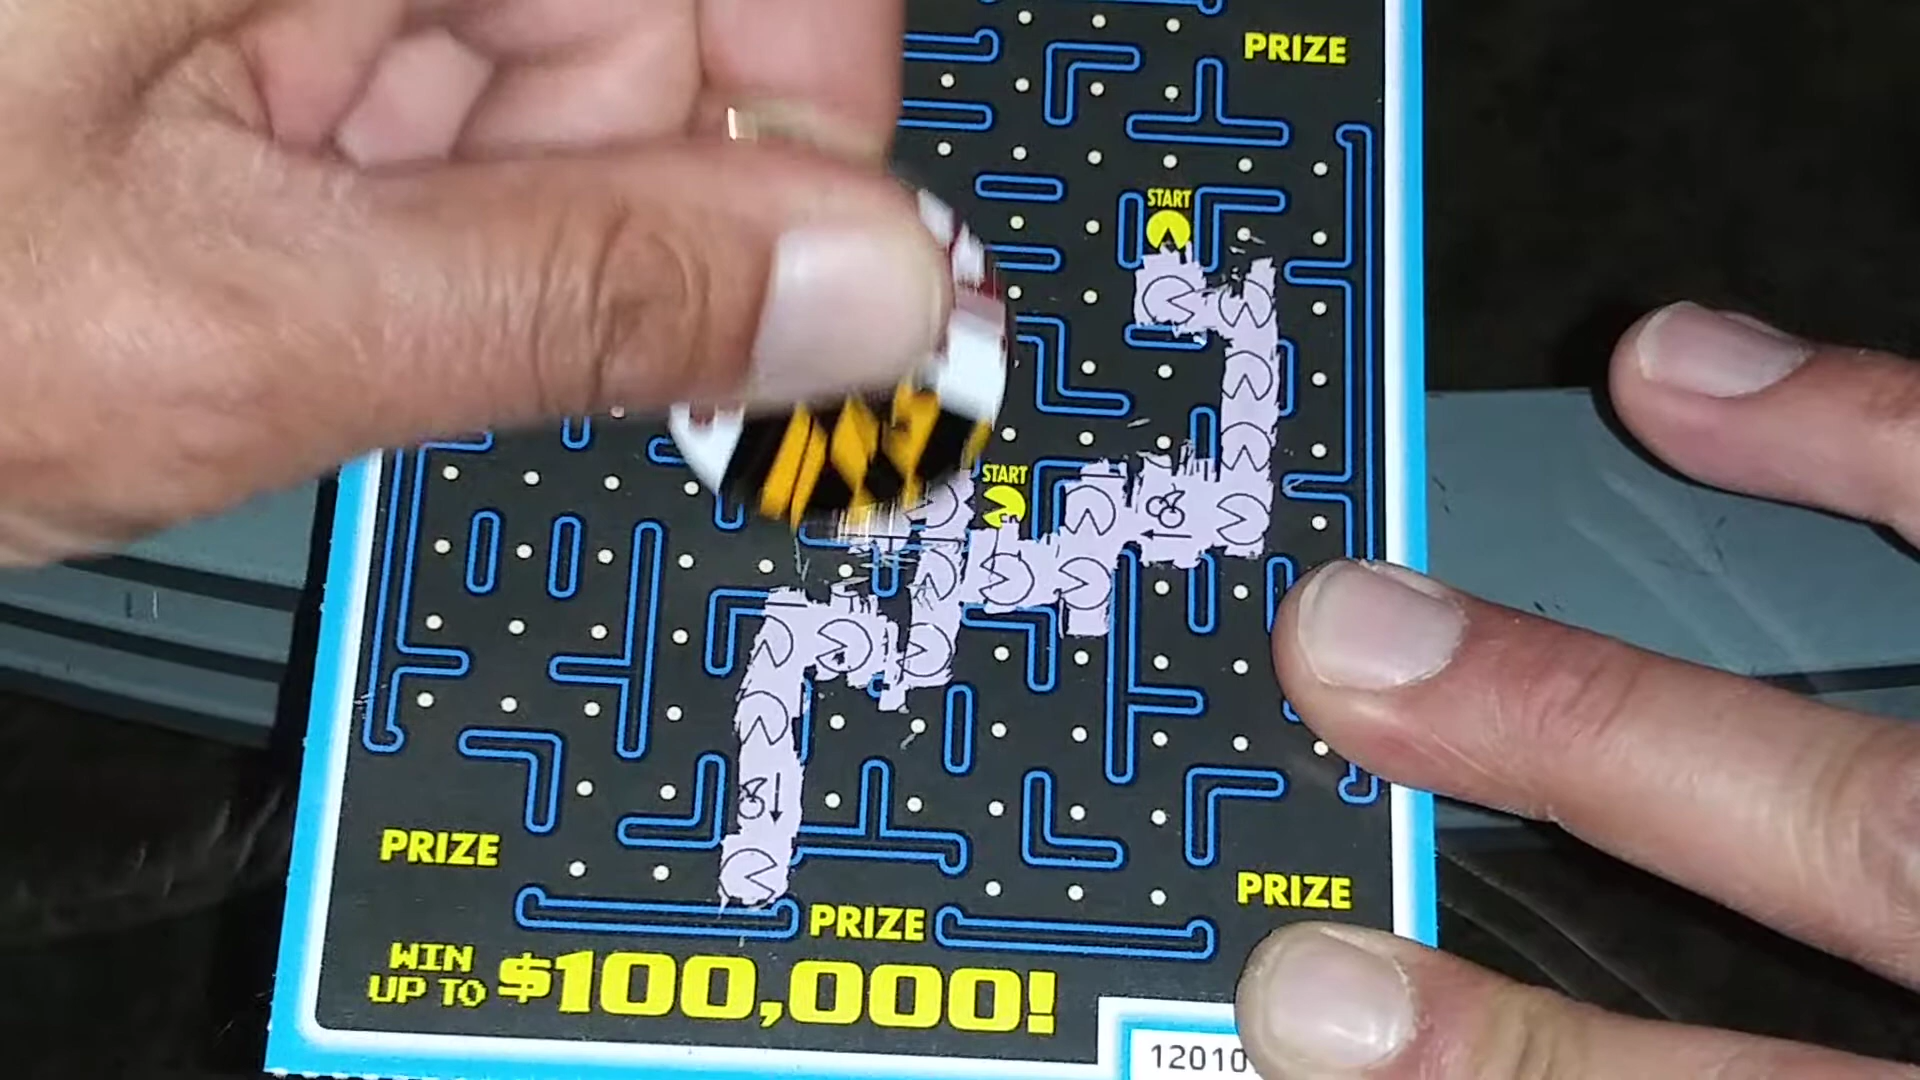 PRIZE
START
START
PRIZE
PRIZE
PRIZE
WIN
UP TO
$100,000!
12010